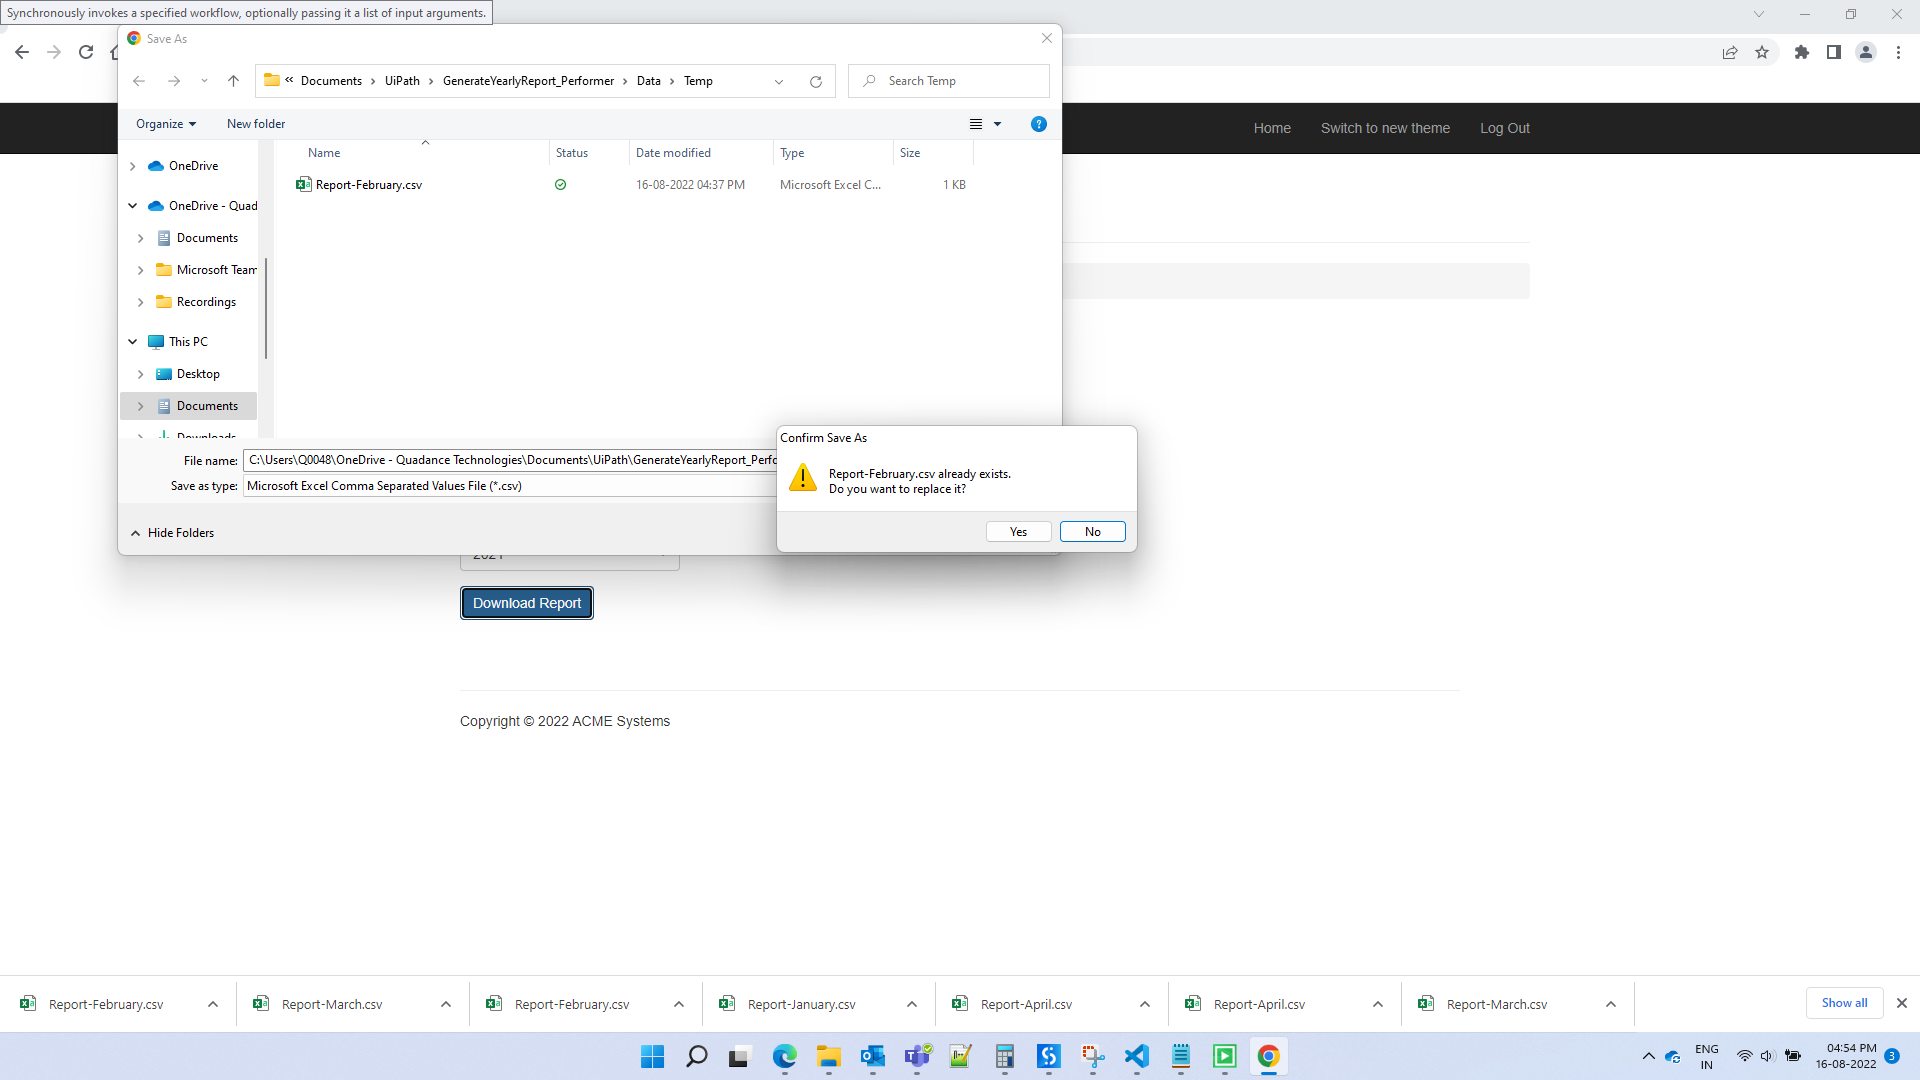 Synchronously invokes a specified workflow, optionally passing it a list of input arguments.
Save As
« Documents > UiPath > GenerateYearlyReport_Performer > Data > Temp
Search Temp
Organize
New folder
Home
Switch to new theme
Log Out
Name
Status
Date modified
Type
Size
Report-February.csv
16-08-2022 04:37 PM
Microsoft Excel C...
1 KB
OneDrive
OneDrive - Quad
Documents
Microsoft Team
Recordings
This PC
Desktop
Documents
Downloads
File name: C:\Users\Q0048\OneDrive - Quadance Technologies\Documents\UiPath\GenerateYearlyReport_Perfo
Save as type: Microsoft Excel Comma Separated Values File (*.csv)
Hide Folders
Confirm Save As
Report-February.csv already exists.
Do you want to replace it?
Yes
No
2021
Download Report
Copyright © 2022 ACME Systems
Report-February.csv
Report-March.csv
Report-February.csv
Report-January.csv
Report-April.csv
Report-April.csv
Report-March.csv
Show all
ENG
IN
04:54 PM
16-08-2022
3